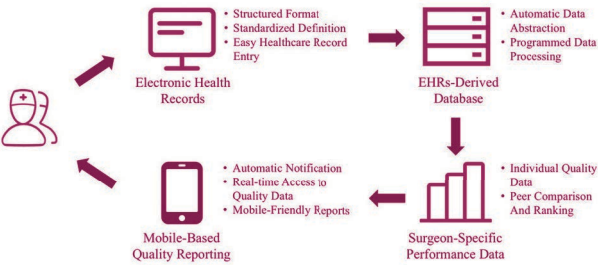 • Structured Format
• Standardized Definition
• Easy Healthcare Record
Entry
Electronic Health
Records
• Automatic Data
Abstraction
• Programmed Data
Processing
EHRs-Derived
Database
• Individual Quality
Data
• Peer Comparison
And Ranking
Surgeon-Specific
Performance Data
• Automatic Notification
• Real-time Access to
Quality Data
• Mobile-Friendly Reports
Mobile-Based
Quality Reporting